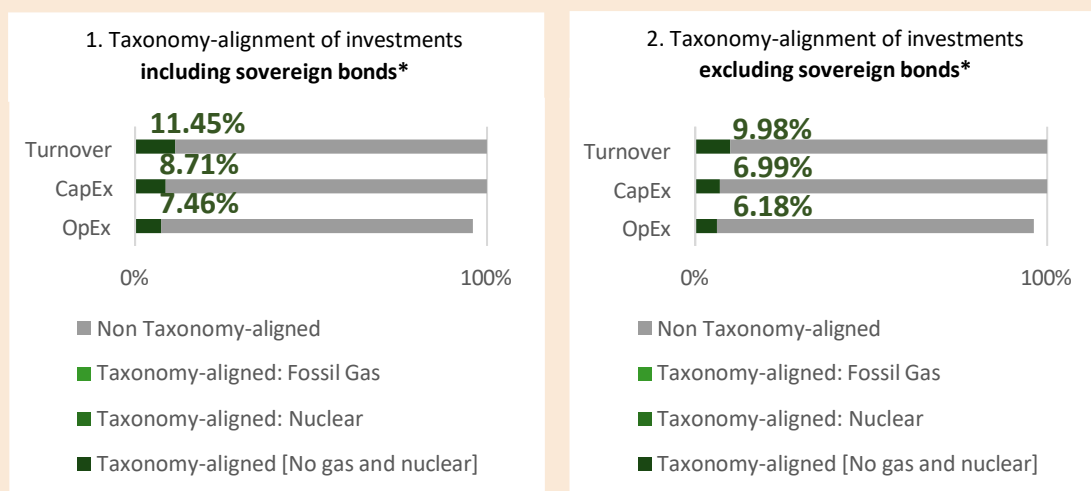 1. Taxonomy-alignment of investments
including sovereign bonds*
11.45%
Turnover
8.71%
CapEx
7.46%
OpEx
0%
100%
Non Taxonomy-aligned
Taxonomy-aligned: Fossil Gas
Taxonomy-aligned: Nuclear
Taxonomy-aligned [No gas and nuclear]
2. Taxonomy-alignment of investments
excluding sovereign bonds*
9.98%
Turnover
6.99%
CapEx
6.18%
OpEx
0%
100%
Non Taxonomy-aligned
Taxonomy-aligned: Fossil Gas
Taxonomy-aligned: Nuclear
Taxonomy-aligned [No gas and nuclear]